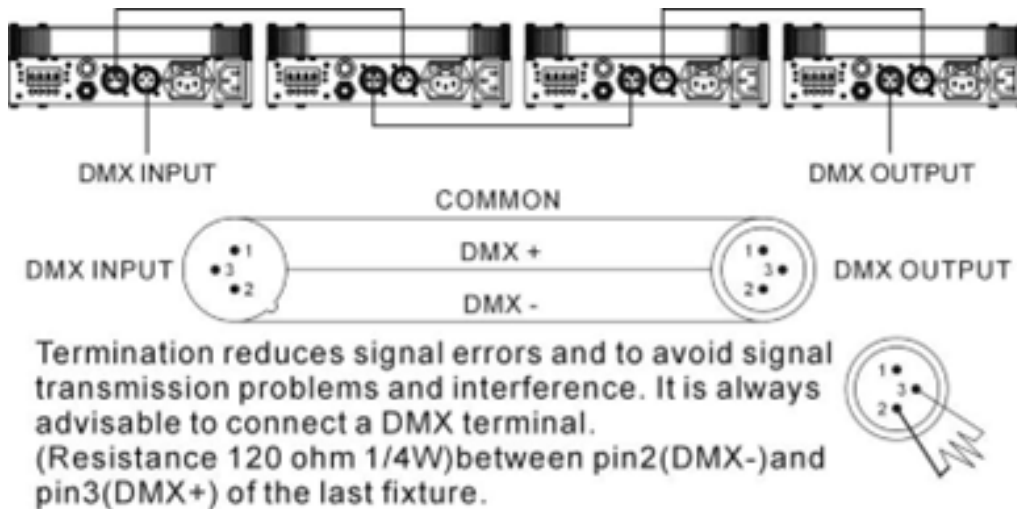 DMX INPUT
DMX OUTPUT
COMMON
DMX +
DMX -
DMX INPUT
1
3
2
1
3
2
DMX OUTPUT
Termination reduces signal errors and to avoid signal
transmission problems and interference. It is always
advisable to connect a DMX terminal.
(Resistance 120 ohm 1/4W)between pin2(DMX-)and
pin3(DMX+) of the last fixture.
1
3
2